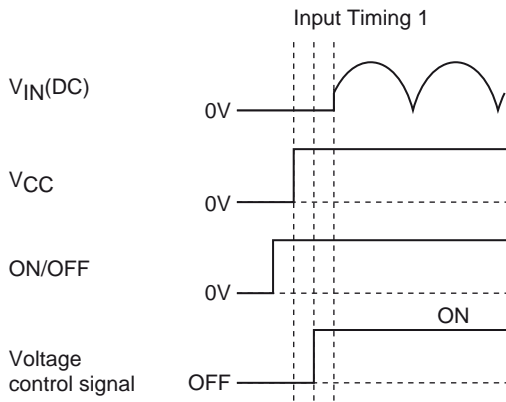 Input Timing 1
VIN(DC)
0V
VCC
0V
ON/OFF
0V
ON
Voltage
control signal
OFF